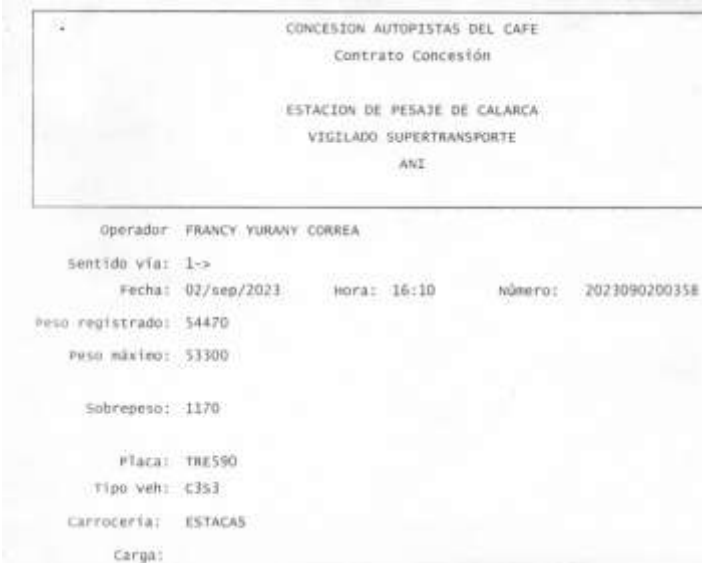 CONCESION AUTOPISTAS DEL CAFE
Contrato Concesión
ESTACION DE PESAJE DE CALARCA
VIGILADO SUPERTRANSPORTE
ANI
Operador FRANCY YURANY CORREA
Sentido vía: 1->
Fecha: 02/sep/2023 Hora: 16:10 Número: 2023090200358
Peso registrado: 54470
Peso máximo: 53300
Sobrepeso: 1170
Placa: TRE590
Tipo veh: C3S3
Carrocería: ESTACAS
Carga: